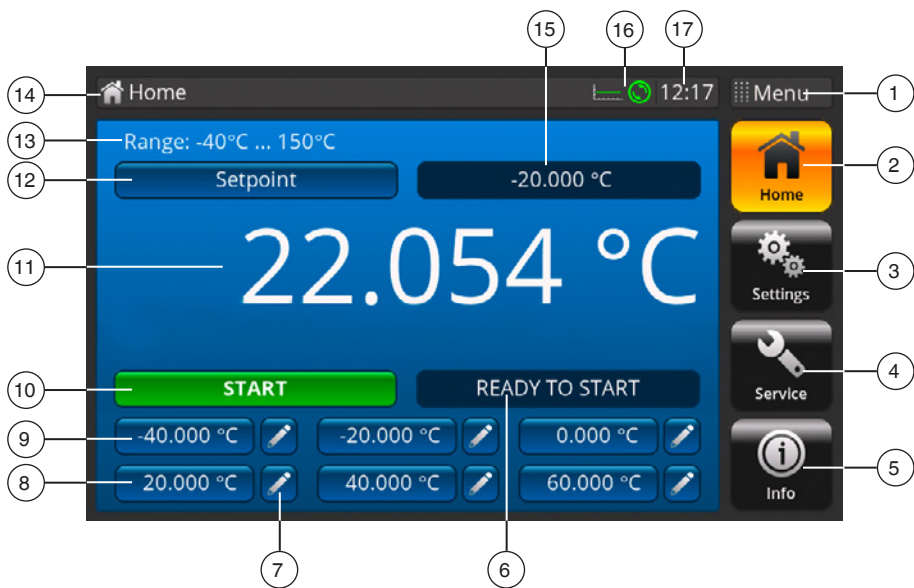 15 16 17
14 Home 12:17 Menu 1
13 Range: -40°C ... 150°C
12 Setpoint -20.000 °C
Home 2
11 22.054 °C
Settings 3
10 START READY TO START
Service 4
9 -40.000 °C -20.000 °C 0.000 °C
8 20.000 °C 40.000 °C 60.000 °C
Info 5
7 6